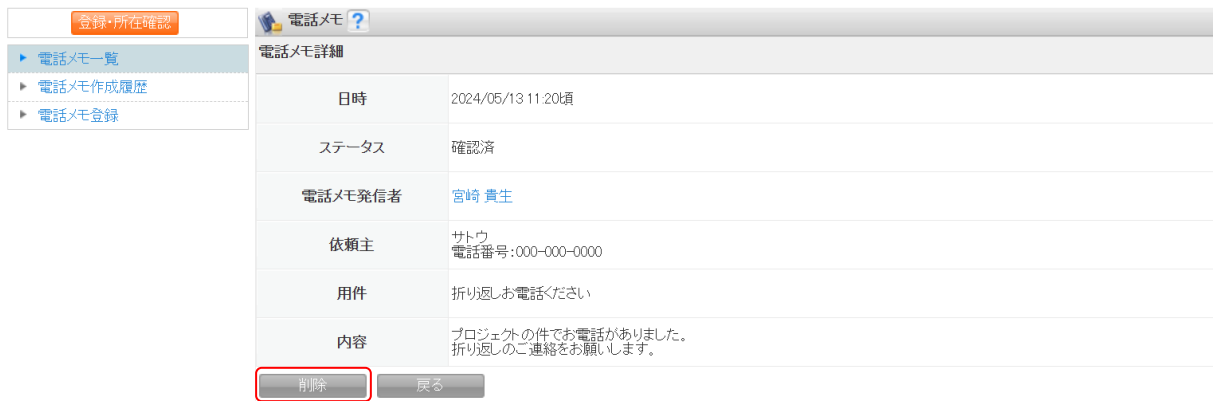 登録・所在確認
電話メモ一覧
電話メモ作成履歴
電話メモ登録
電話メモ ?
電話メモ詳細
日時
2024/05/13 11:20頃
ステータス
確認済
電話メモ発信者
宮崎 貴生
依頼主
サトウ
電話番号:000-000-0000
用件
折り返しお電話ください
内容
プロジェクトの件でお電話がありました。
折り返しのご連絡をお願いします。
削除
戻る